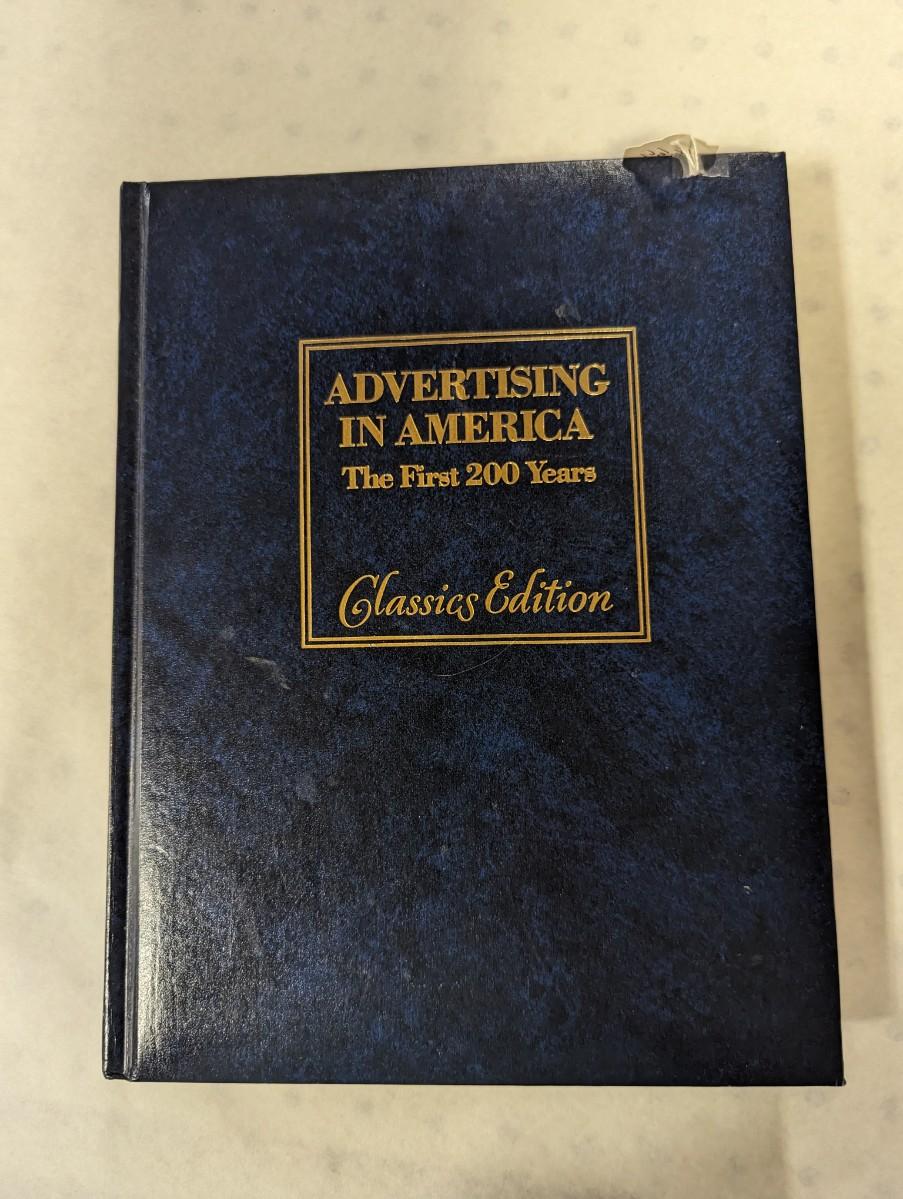 ADVERTISING
IN AMERICA
The First 200 Years
Classics Edition